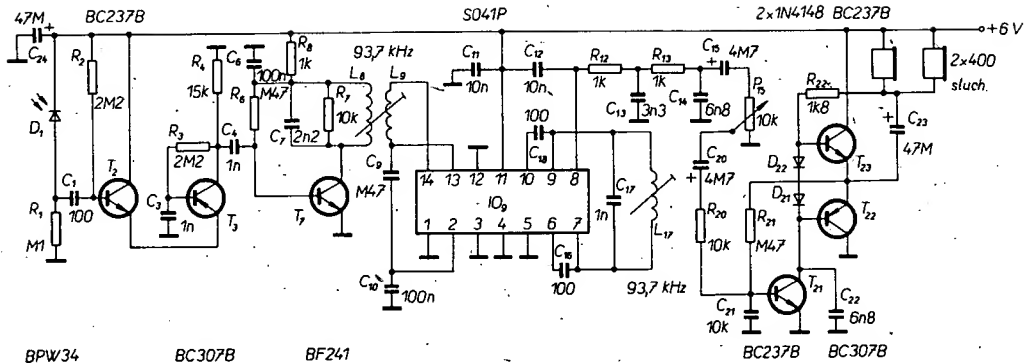 47M
+
C24
BC237B
S041P
2x1N4148 BC237B
+6V
R2
2M2
D1
C1
100
R1
M1
T2
R4
15k
R3
2M2
C3
1n
T3
C4
1n
C6
100n
R6
M47
R8
1k
93,7 kHz
L8
L9
R7
10k
C7
2n2
T7
C9
M47
C10
100n
C11
10n
C12
10n
R12
1k
R13
1k
C13
3n3
C14
6n8
C15
+
4M7
P15
10k
100
C18
14 13 12 11 10 9 8
IO9
1 2 3 4 5 6 7
C16
100
C17
1n
L17
93,7 kHz
C20
+
4M7
R20
10k
R21
M47
C21
10k
R22
1k8
D22
D21
T23
T22
T21
C22
6n8
C23
+
47M
2x400
sluch.
BPW34
BC307B
BF241
BC237B
BC307B